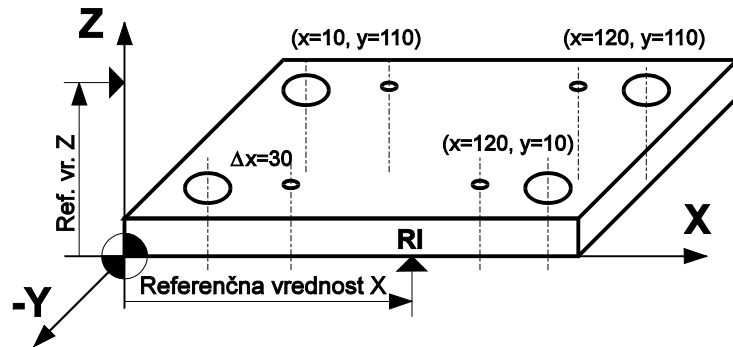 Z
(x=10, y=110)
(x=120, y=110)
Ref. vr. Z
Δx=30
(x=120, y=10)
X
RI
Referenčna vrednost X
-Y